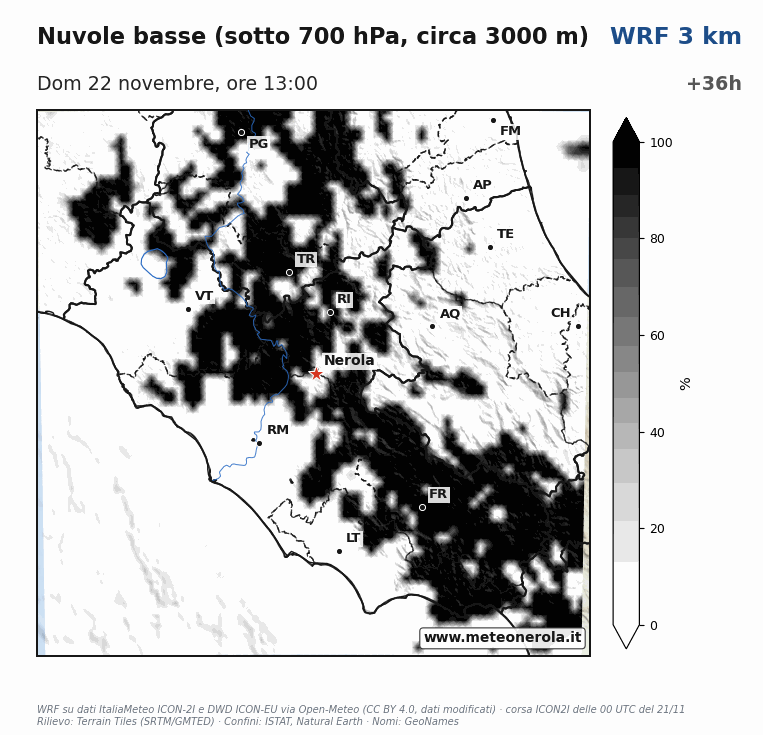 Nuvole basse (sotto 700 hPa, circa 3000 m) WRF 3 km
Dom 22 novembre, ore 13:00 +36h
FM
PG
AP
TE
TR
VT
RI
AQ
CH
Nerola
RM
FR
LT
100
80
60
40
20
0
%
www.meteonerola.it
WRF su dati ItaliaMeteo ICON-2I e DWD ICON-EU via Open-Meteo (CC BY 4.0, dati modificati) · corsa ICON2I delle 00 UTC del 21/11
Rilievo: Terrain Tiles (SRTM/GMTED) · Confini: ISTAT, Natural Earth · Nomi: GeoNames